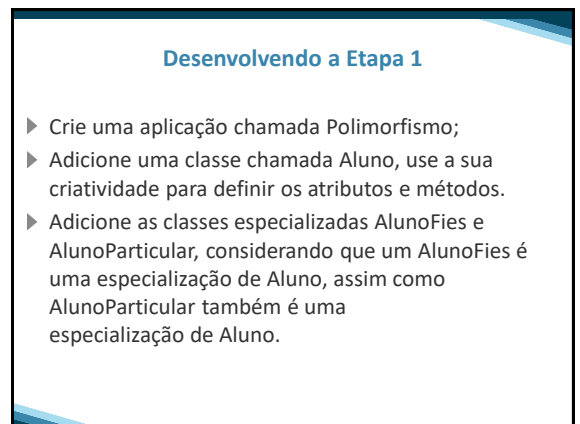 Desenvolvendo a Etapa 1
Crie uma aplicação chamada Polimorfismo;
Adicione uma classe chamada Aluno, use a sua
criatividade para definir os atributos e métodos.
Adicione as classes especializadas AlunoFies e
AlunoParticular, considerando que um AlunoFies é
uma especialização de Aluno, assim como
AlunoParticular também é uma
especialização de Aluno.